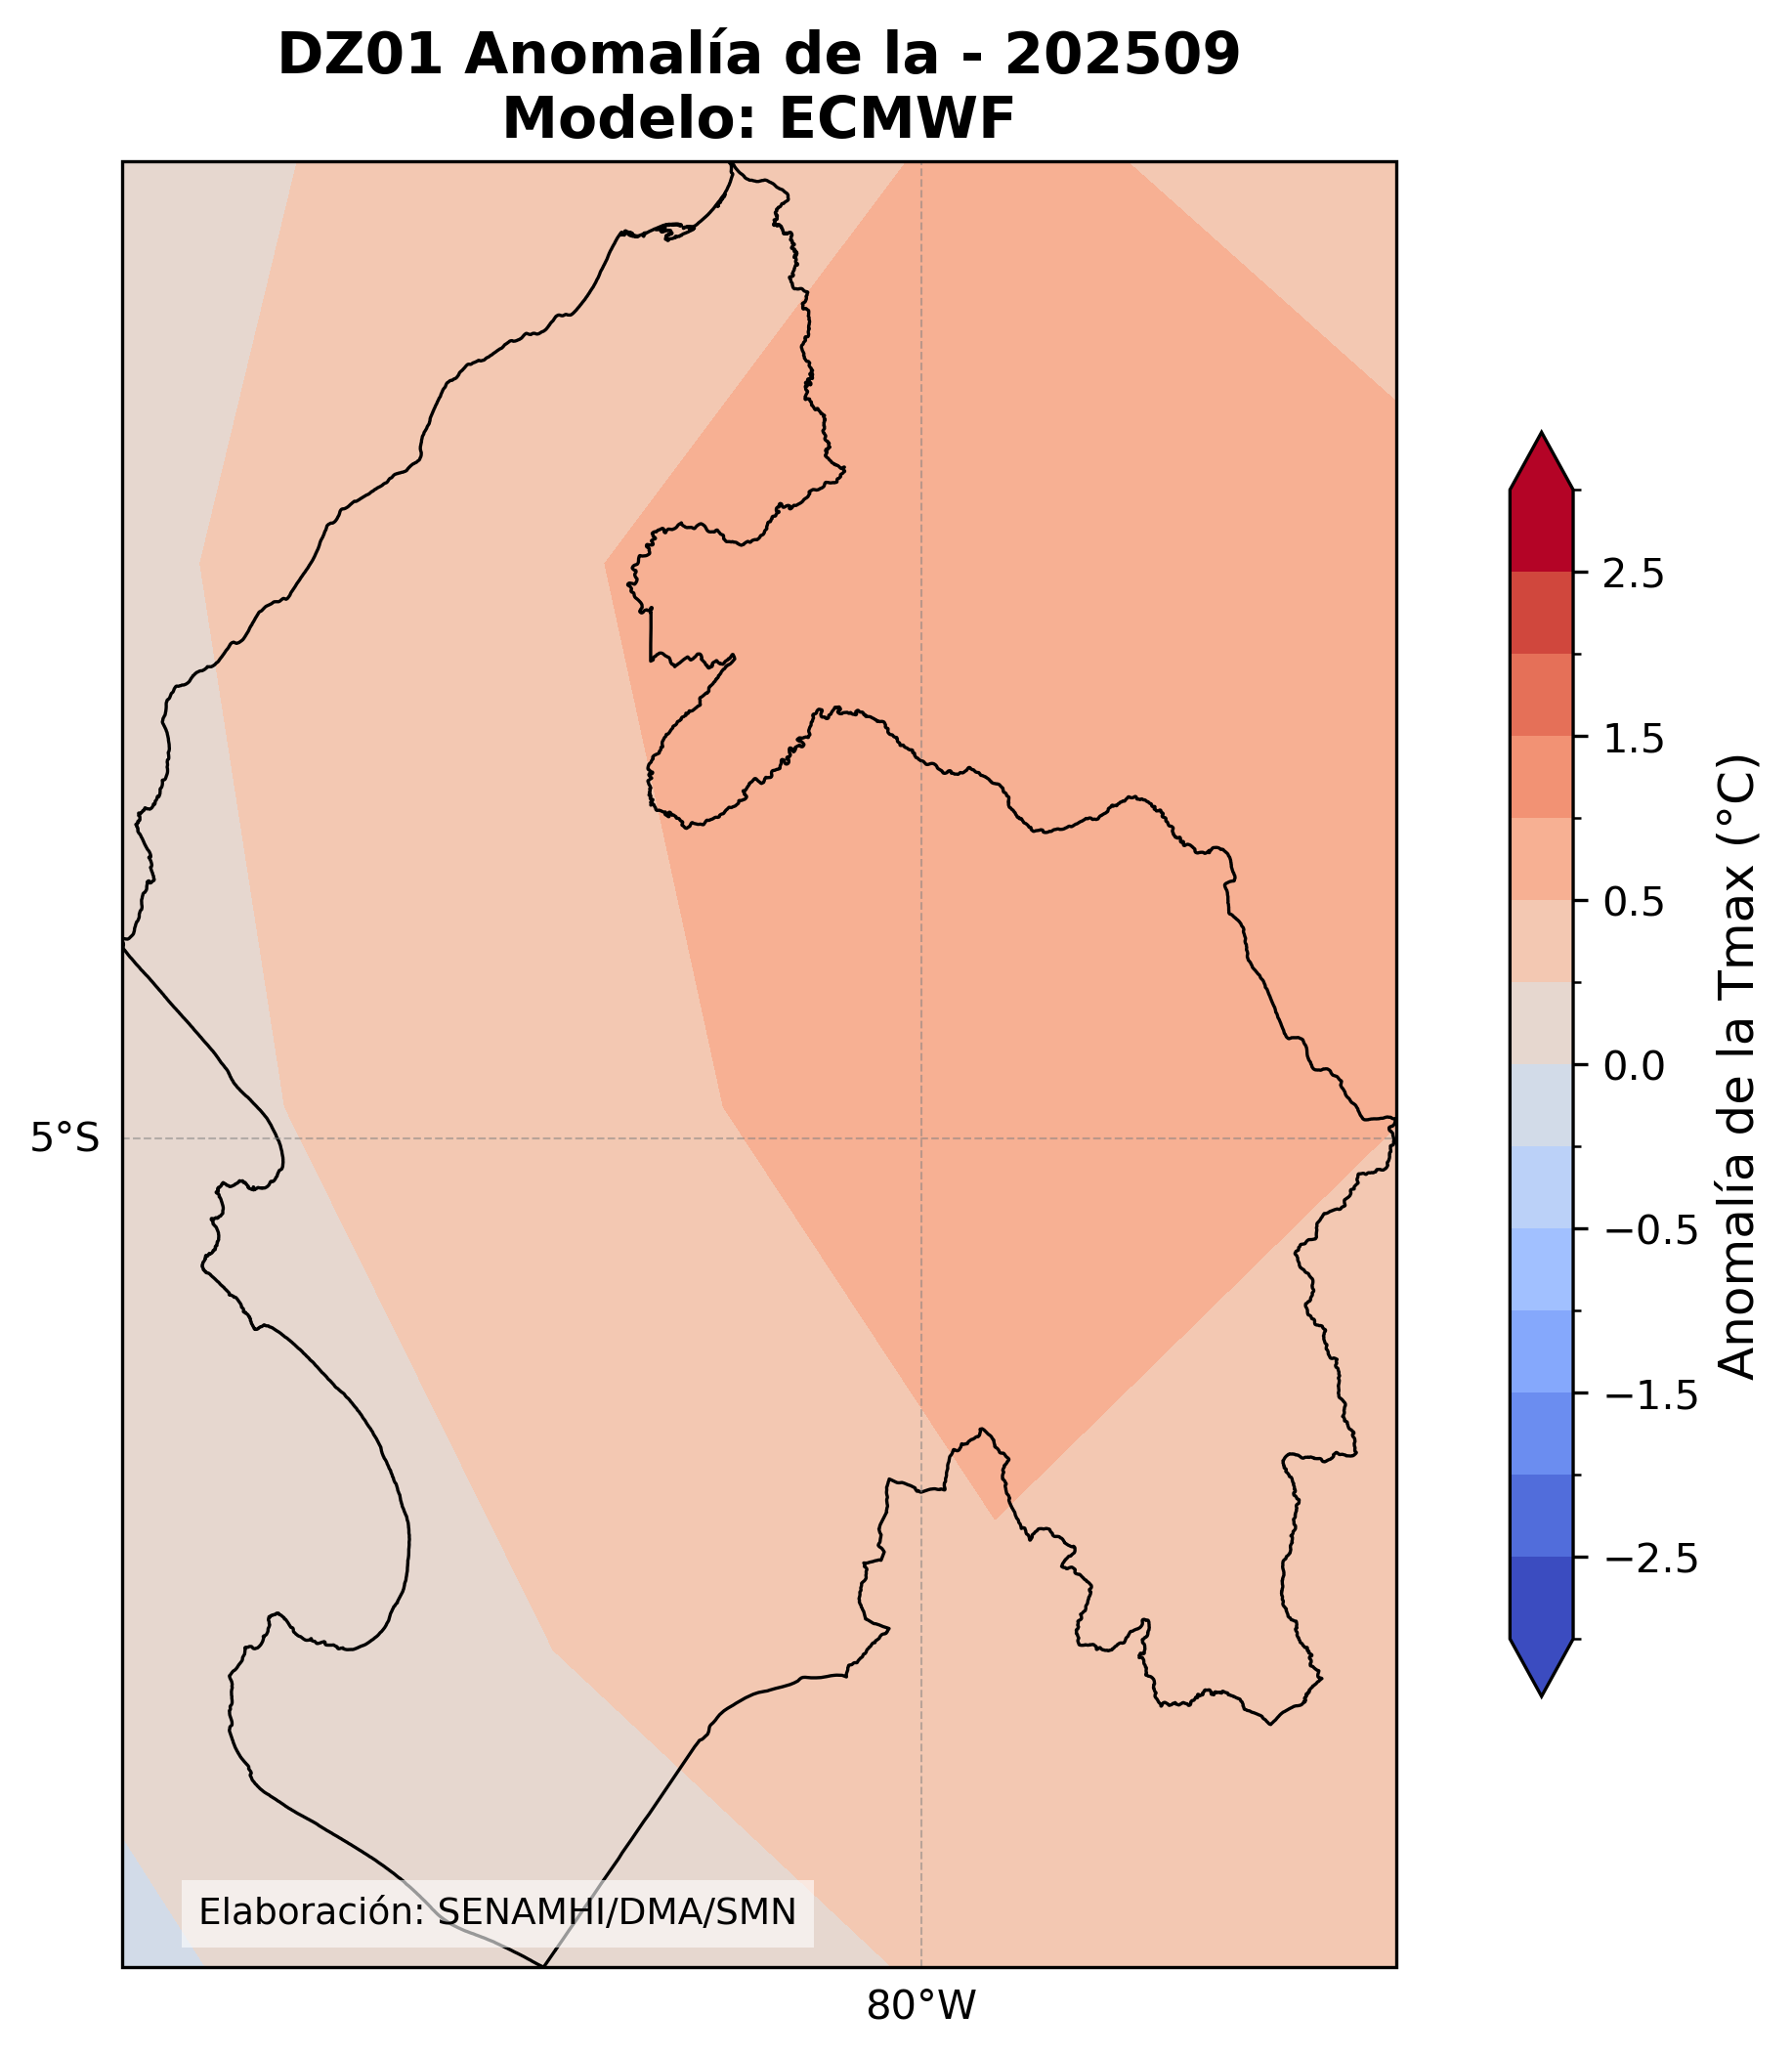 DZ01 Anomalía de la - 202509
Modelo: ECMWF
2.5
1.5
0.5
0.0
−0.5
−1.5
−2.5
Anomalía de la Tmax (°C)
5°S
Elaboración: SENAMHI/DMA/SMN
80°W